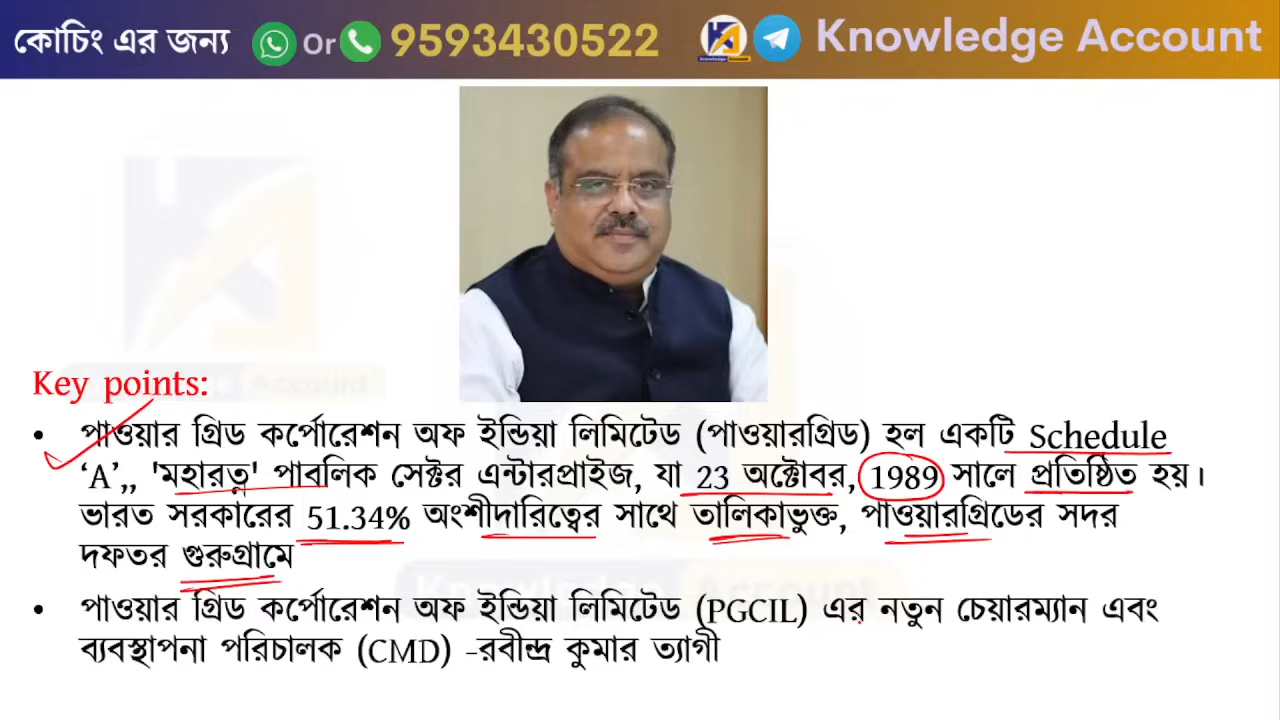 কোচিং এর জন্য Or 9593430522 Knowledge Account
Key points:
• পাওয়ার গ্রিড কর্পোরেশন অফ ইন্ডিয়া লিমিটেড (পাওয়ারগ্রিড) হল একটি Schedule
‘A’,, 'মহারত্ন' পাবলিক সেক্টর এন্টারপ্রাইজ, যা 23 অক্টোবর, 1989 সালে প্রতিষ্ঠিত হয়।
ভারত সরকারের 51.34% অংশীদারিত্বের সাথে তালিকাভুক্ত, পাওয়ারগ্রিডের সদর
দফতর গুরুগ্রামে
• পাওয়ার গ্রিড কর্পোরেশন অফ ইন্ডিয়া লিমিটেড (PGCIL) এর নতুন চেয়ারম্যান এবং
ব্যবস্থাপনা পরিচালক (CMD) -রবীন্দ্র কুমার ত্যাগী